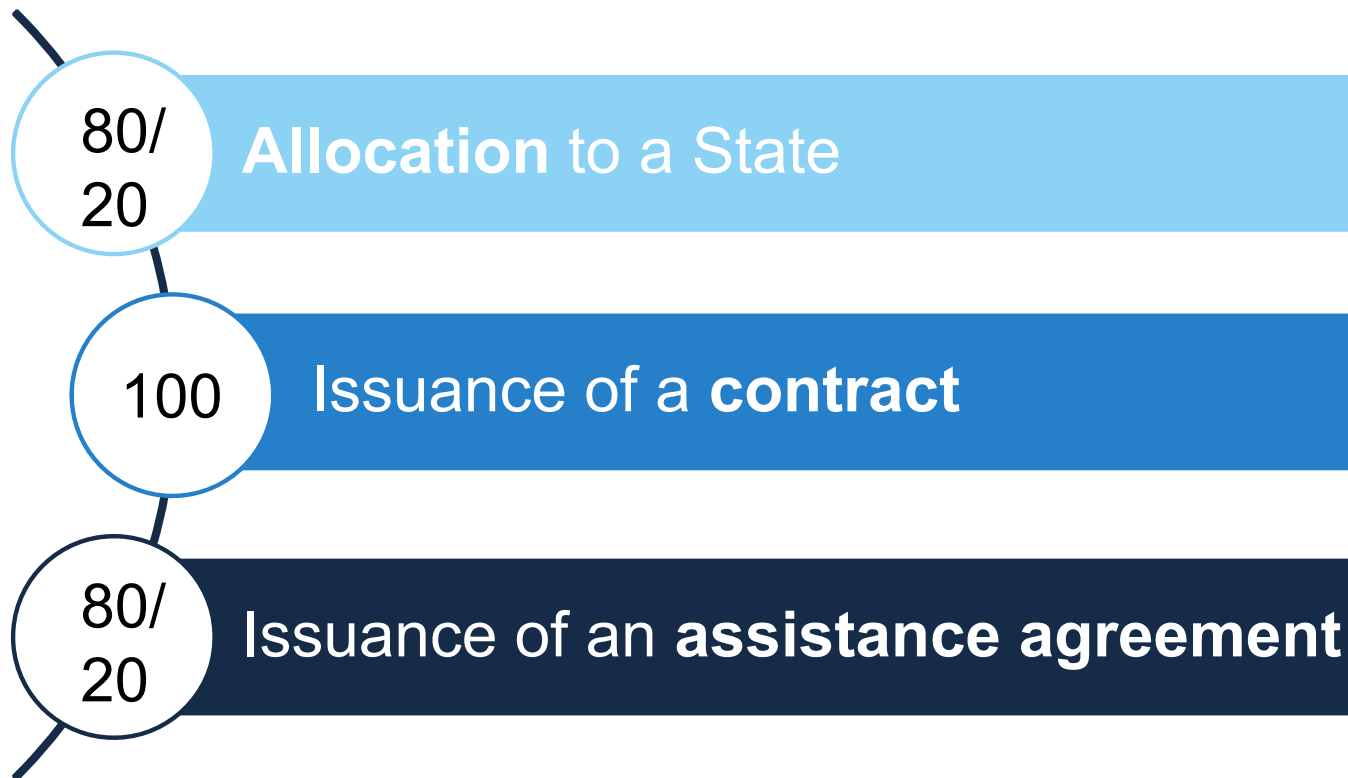 80/
20
Allocation to a State
100
Issuance of a contract
80/
20
Issuance of an assistance agreement